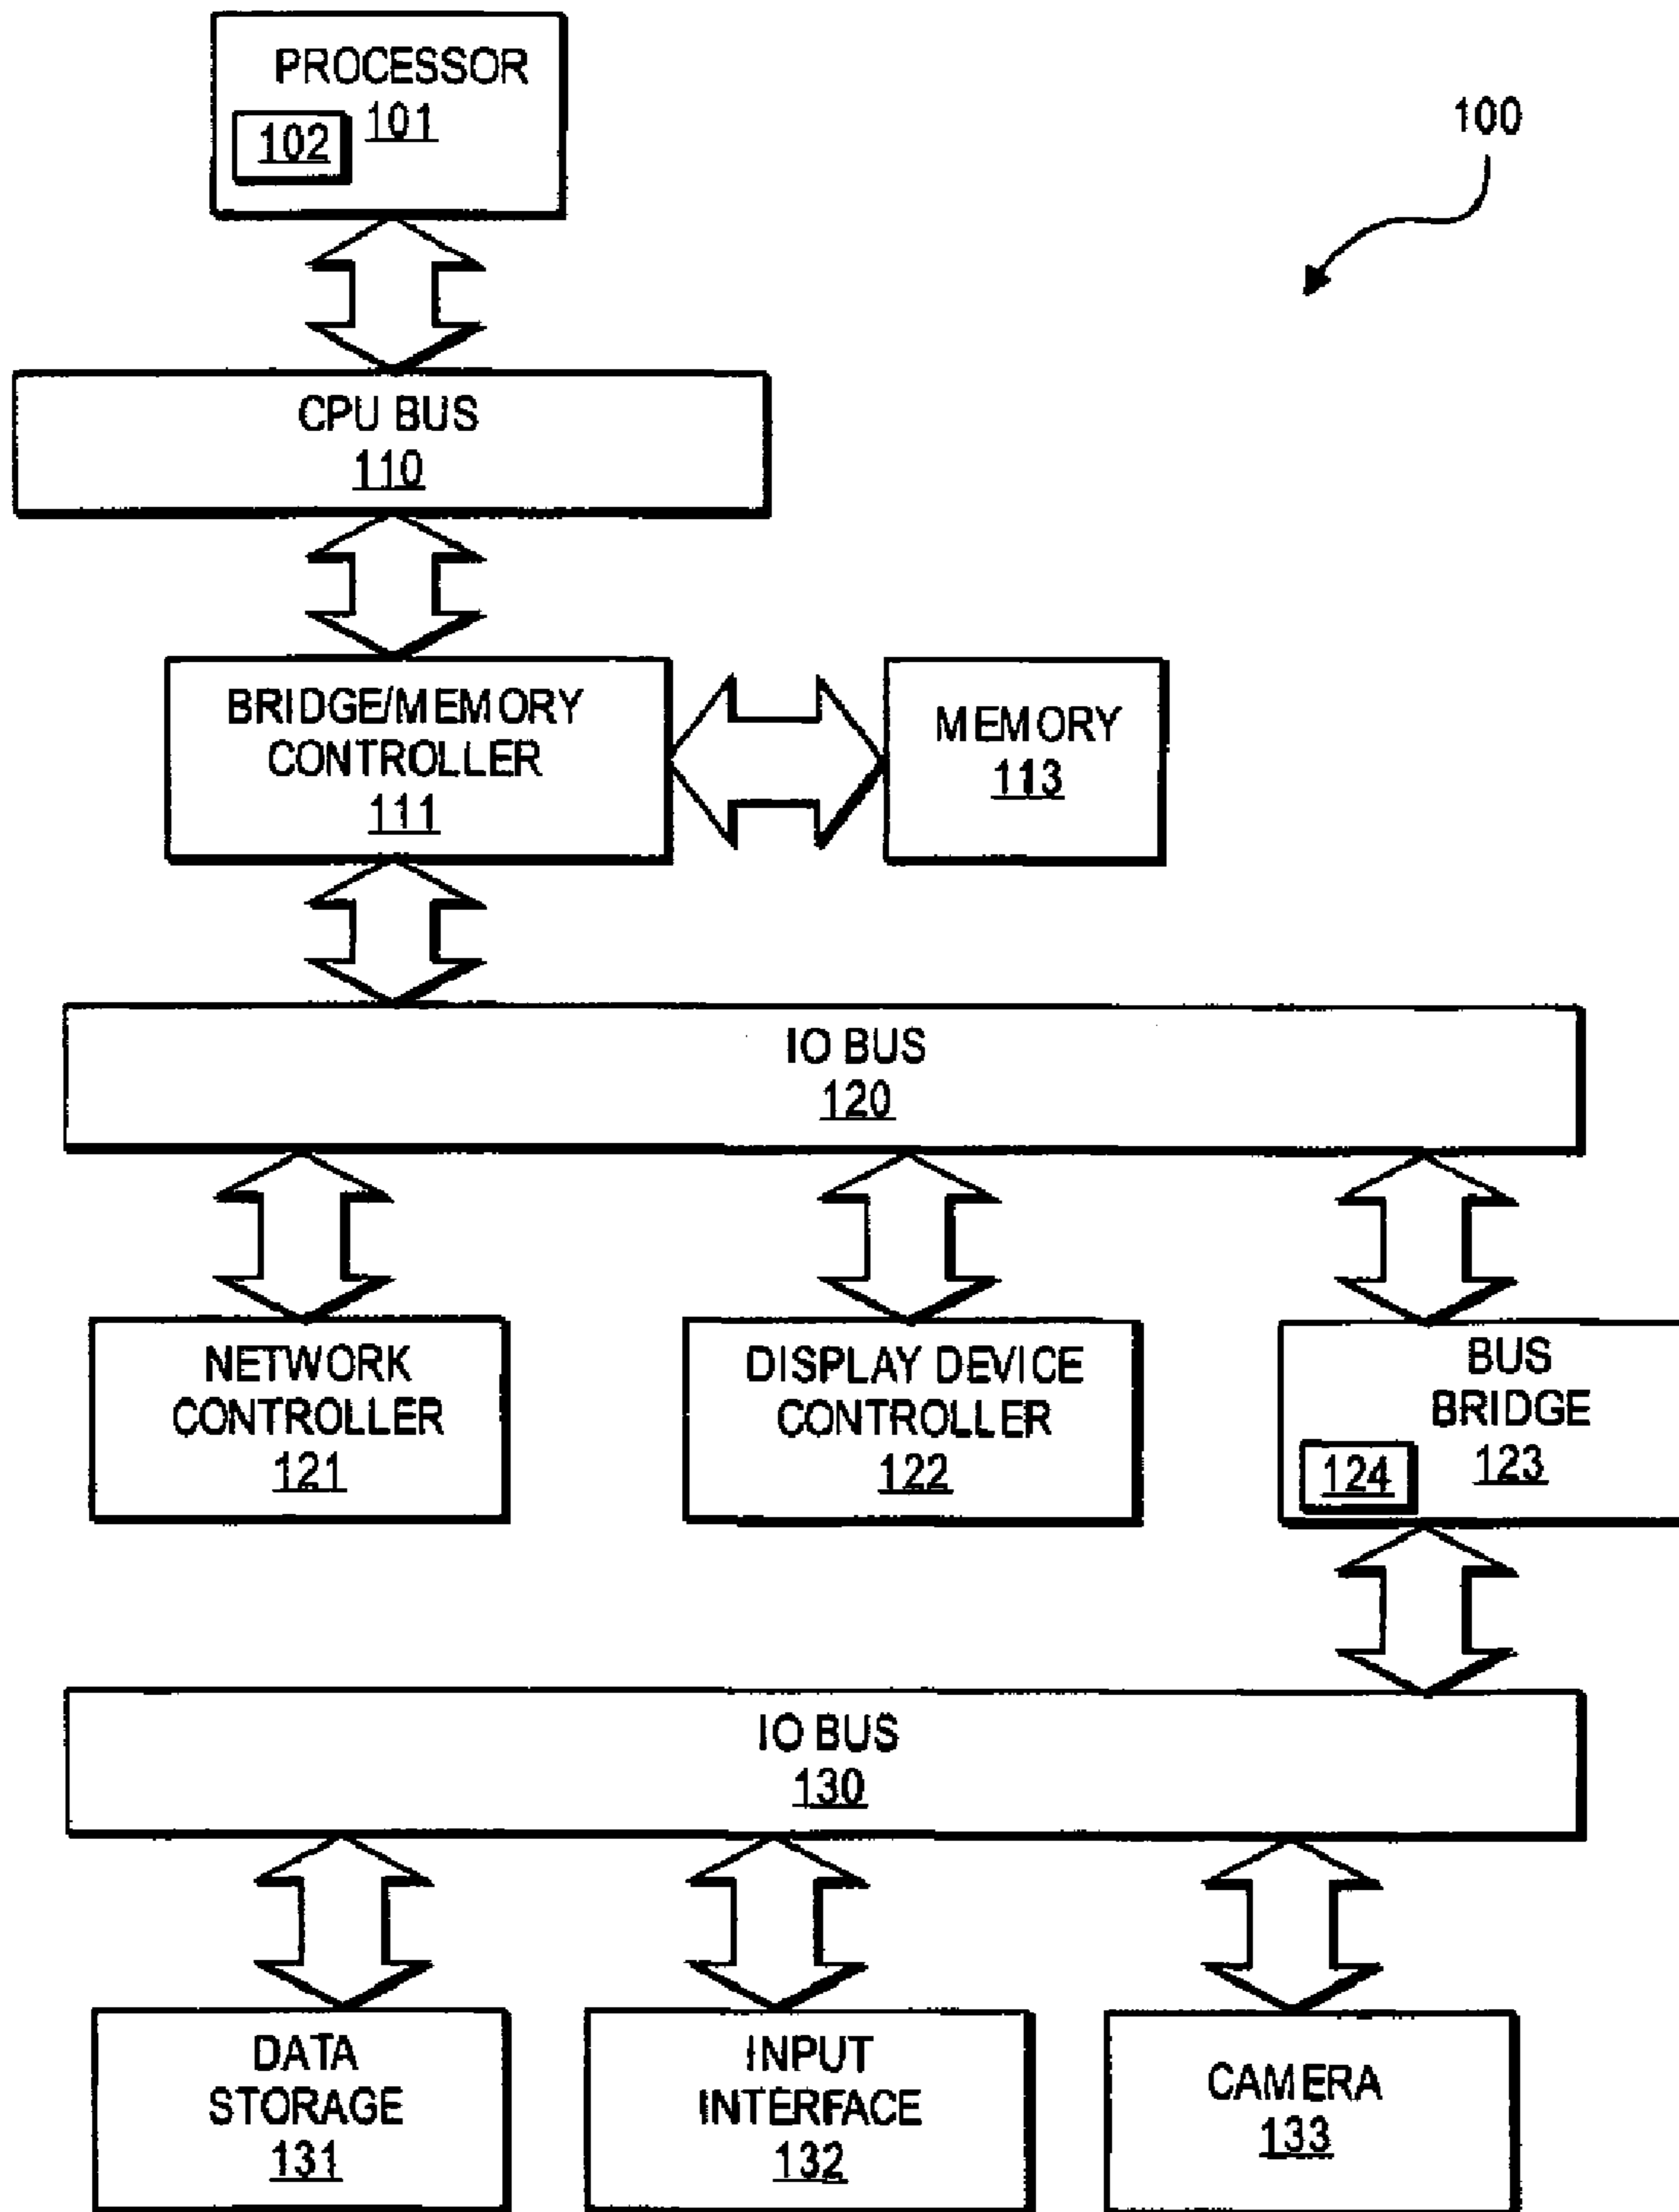 PROCESSOR
101
102
100
CPU BUS
110
BRIDGE/MEMORY
CONTROLLER
111
MEMORY
113
IO BUS
120
NETWORK
CONTROLLER
121
DISPLAY DEVICE
CONTROLLER
122
BUS
BRIDGE
123
124
IO BUS
130
DATA
STORAGE
131
INPUT
INTERFACE
132
CAMERA
133